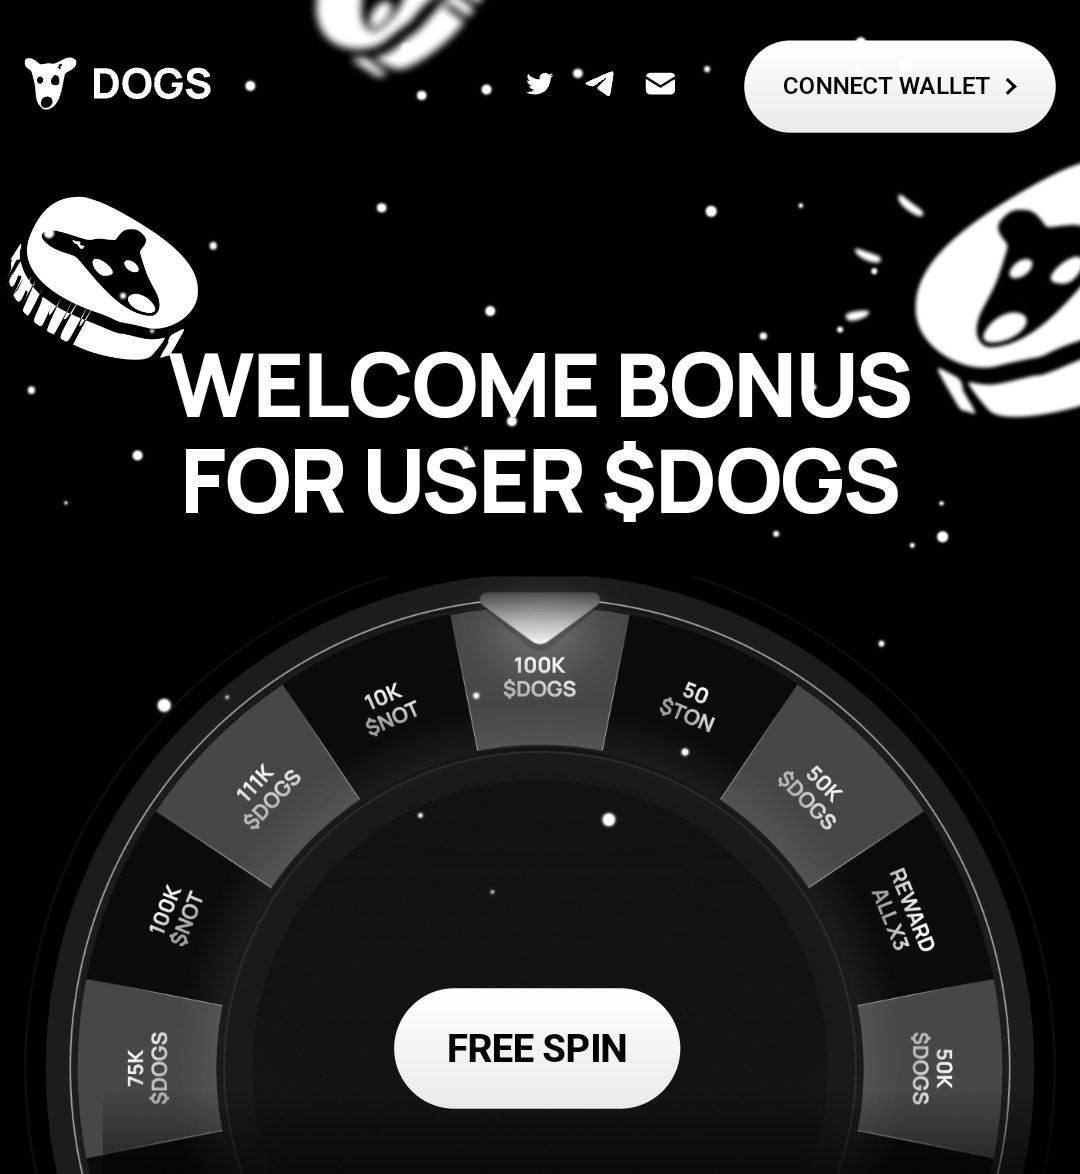 DOGS
CONNECT WALLET
WELCOME BONUS
FOR USER $DOGS
100K
$DOGS
10K
$NOT
50
$TON
111K
$DOGS
50K
$DOGS
100K
$NOT
REWARD
ALL X3
75K
$DOGS
50K
$DOGS
FREE SPIN